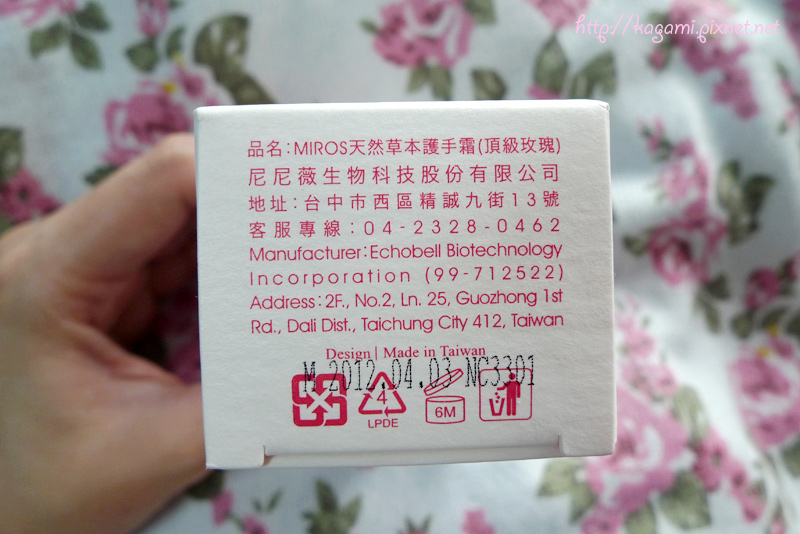 http://kagami.pixnet.net
品名:MIROS天然草本護手霜(頂級玫瑰)
尼尼薇生物科技股份有限公司
地址:台中市西區精誠九街13號
客服專線:04-2328-0462
Manufacturer:Echobell Biotechnology
Incorporation (99-712522)
Address:2F., No.2, Ln. 25, Guozhong 1st
Rd., Dali Dist., Taichung City 412, Taiwan
Design | Made in Taiwan
M 2012.04.03 NC3301
4
LPDE
6M